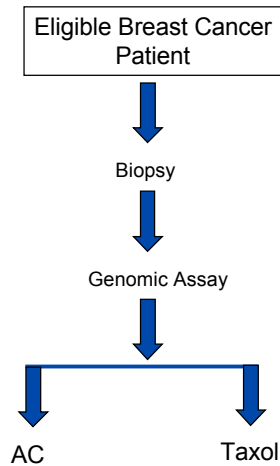 Eligible Breast Cancer
Patient
Biopsy
Genomic Assay
AC
Taxol